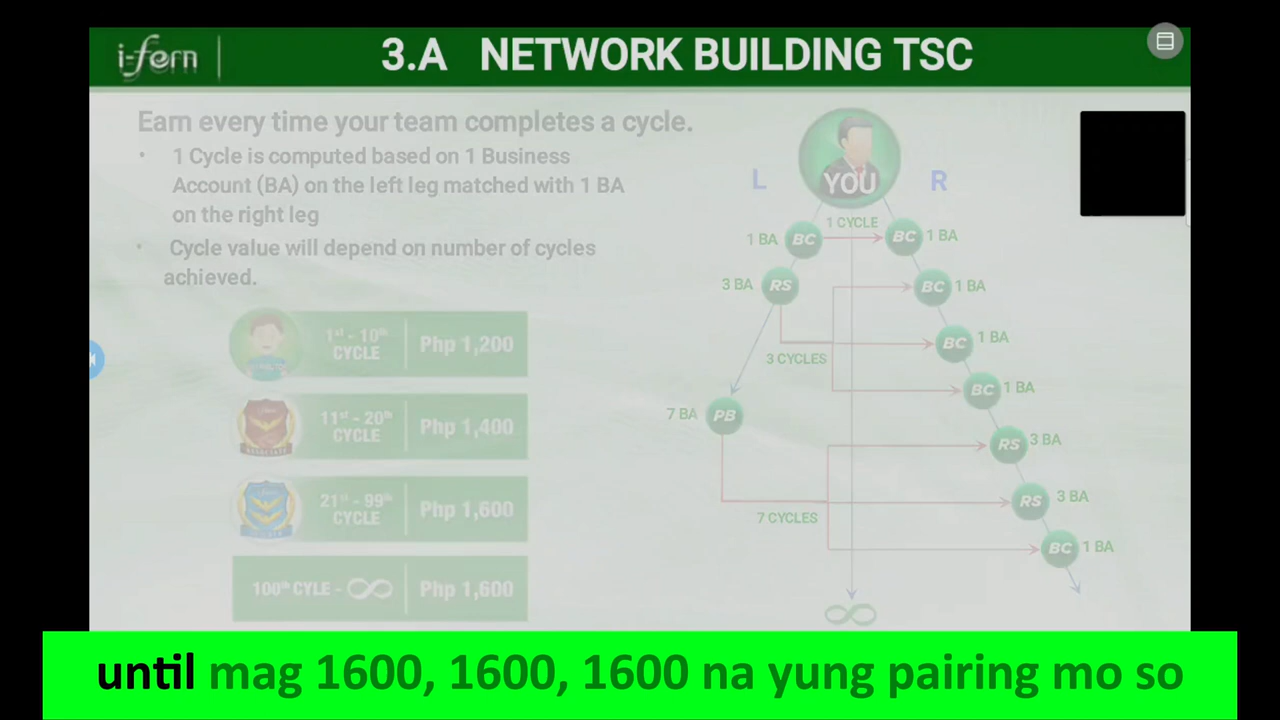 i-fern
3.A NETWORK BUILDING TSC
Earn every time your team completes a cycle.
• 1 Cycle is computed based on 1 Business
Account (BA) on the left leg matched with 1 BA
on the right leg
• Cycle value will depend on number of cycles
achieved.
1st - 10th
CYCLE
Php 1,200
11st - 20th
CYCLE
Php 1,400
21st - 99th
CYCLE
Php 1,600
100th CYLE - ∞
Php 1,600
L
YOU
R
1 CYCLE
1 BA
BC
BC
1 BA
3 BA
RS
BC
1 BA
BC
1 BA
3 CYCLES
BC
1 BA
7 BA
PB
RS
3 BA
RS
3 BA
7 CYCLES
BC
1 BA
∞
until mag 1600, 1600, 1600 na yung pairing mo so